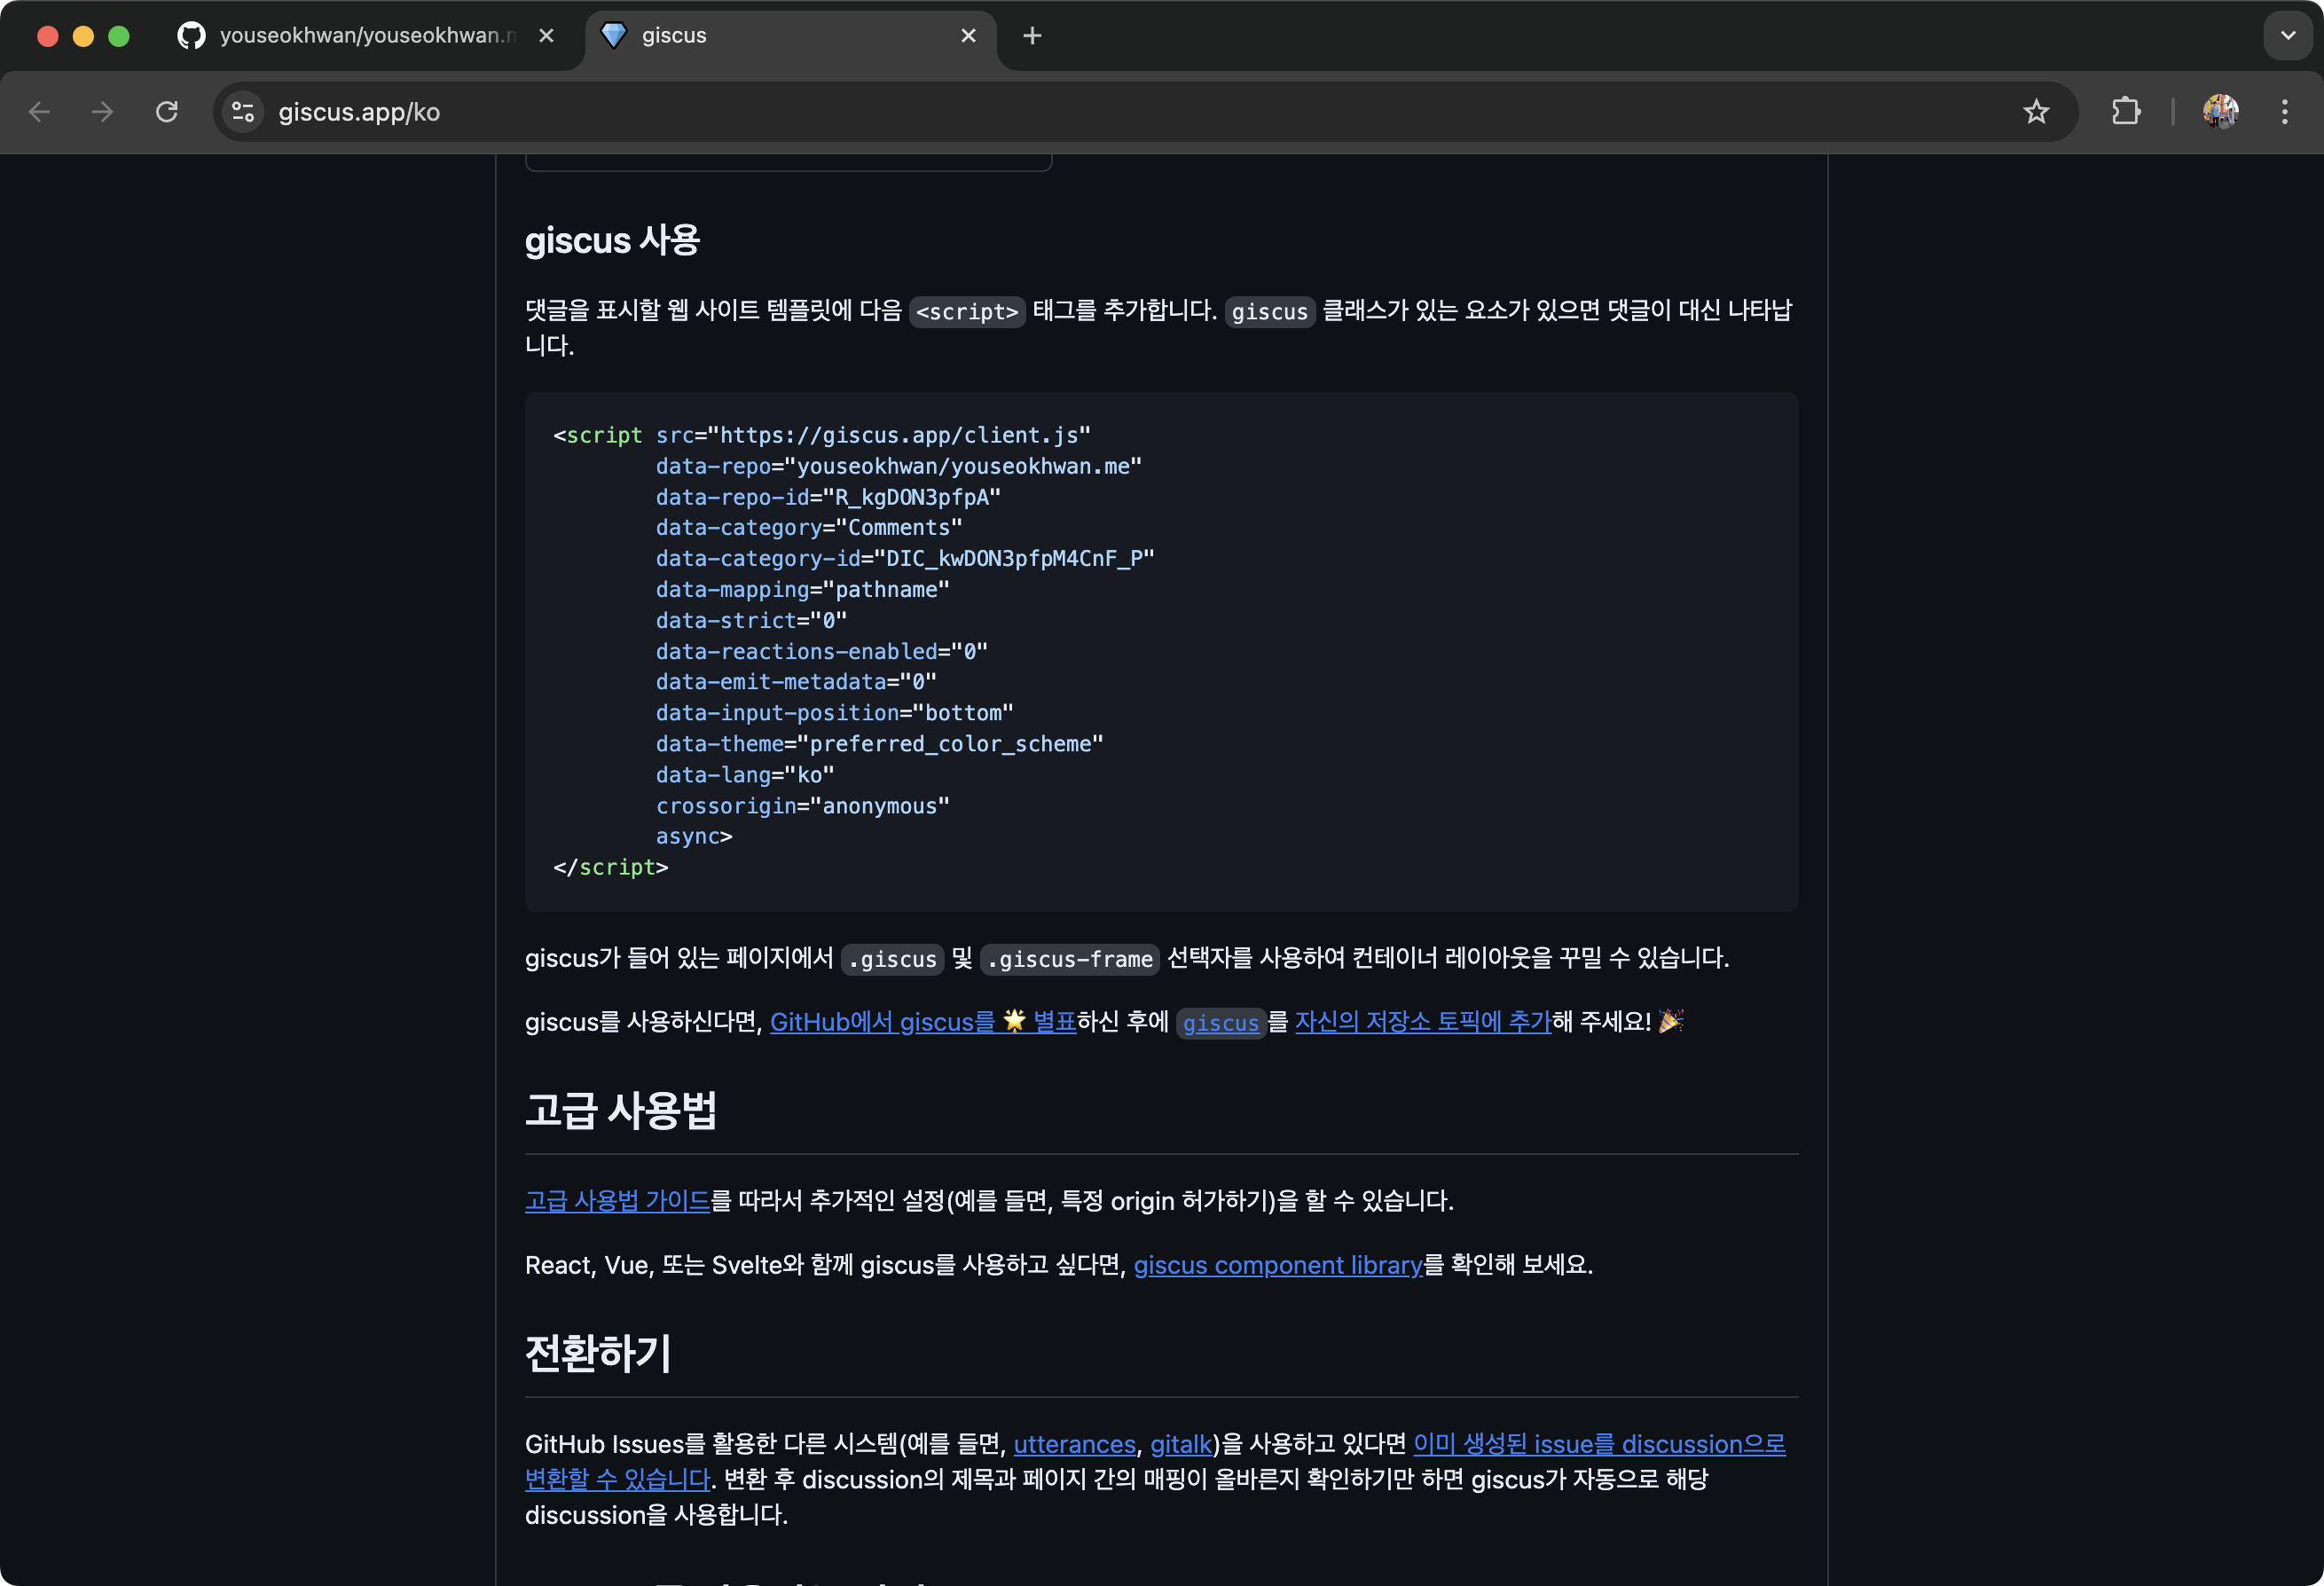 youseokhwan/youseokhwan.m
giscus
giscus.app/ko
giscus 사용
댓글을 표시할 웹 사이트 템플릿에 다음 <script> 태그를 추가합니다. giscus 클래스가 있는 요소가 있으면 댓글이 대신 나타납
니다.
<script src="https://giscus.app/client.js"
data-repo="youseokhwan/youseokhwan.me"
data-repo-id="R_kgDON3pfpA"
data-category="Comments"
data-category-id="DIC_kwDON3pfpM4CnF_P"
data-mapping="pathname"
data-strict="0"
data-reactions-enabled="0"
data-emit-metadata="0"
data-input-position="bottom"
data-theme="preferred_color_scheme"
data-lang="ko"
crossorigin="anonymous"
async>
</script>
giscus가 들어 있는 페이지에서 .giscus 및 .giscus-frame 선택자를 사용하여 컨테이너 레이아웃을 꾸밀 수 있습니다.
giscus를 사용하신다면, GitHub에서 giscus를 🌟 별표하신 후에 giscus를 자신의 저장소 토픽에 추가해 주세요! 🎉
고급 사용법
고급 사용법 가이드를 따라서 추가적인 설정(예를 들면, 특정 origin 허가하기)을 할 수 있습니다.
React, Vue, 또는 Svelte와 함께 giscus를 사용하고 싶다면, giscus component library를 확인해 보세요.
전환하기
GitHub Issues를 활용한 다른 시스템(예를 들면, utterances, gitalk)을 사용하고 있다면 이미 생성된 issue를 discussion으로
변환할 수 있습니다. 변환 후 discussion의 제목과 페이지 간의 매핑이 올바른지 확인하기만 하면 giscus가 자동으로 해당
discussion을 사용합니다.